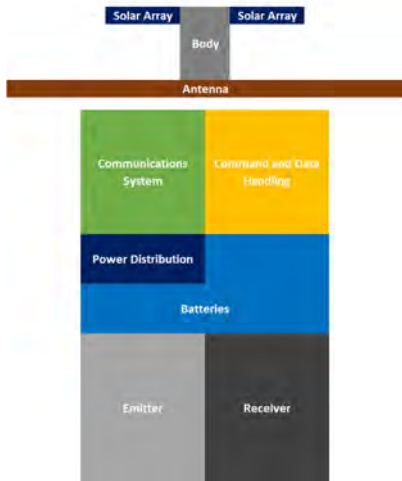 Solar Array Solar Array
Body
Antenna
Communications Command and Data
System Handling
Power Distribution
Batteries
Emitter Receiver